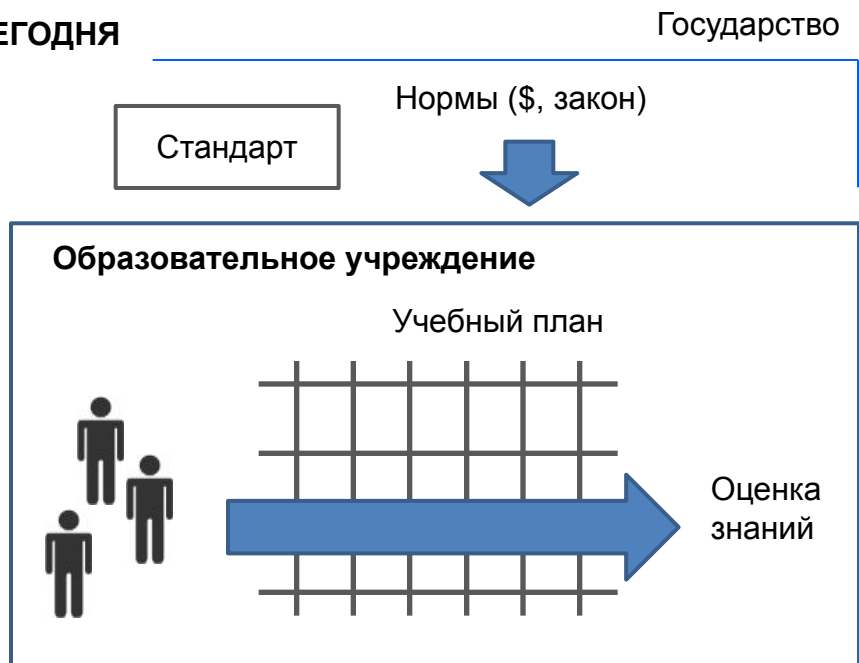 ЕГОДНЯ
Государство
Нормы ($, закон)
Стандарт
Образовательное учреждение
Учебный план
Оценка
знаний